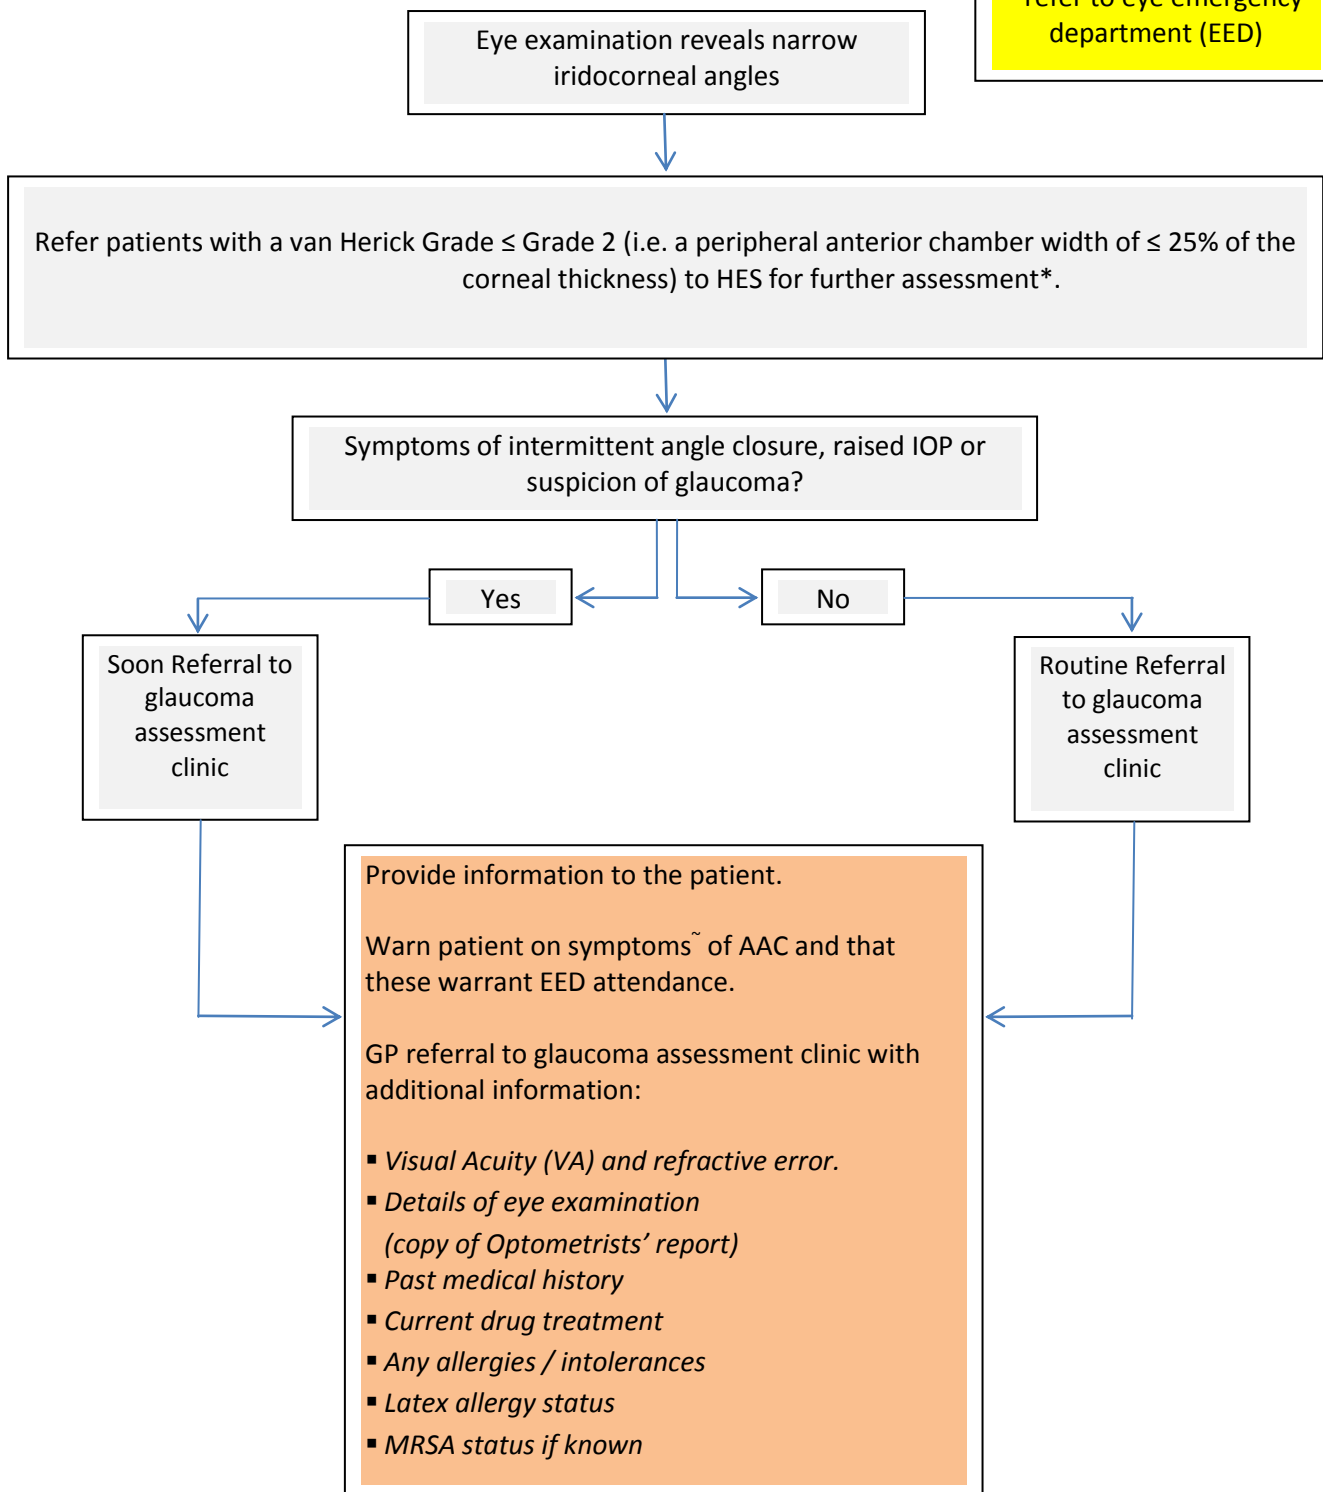 refer to eye emergency
department (EED)
Eye examination reveals narrow
iridocorneal angles
Refer patients with a van Herick Grade ≤ Grade 2 (i.e. a peripheral anterior chamber width of ≤ 25% of the
corneal thickness) to HES for further assessment*.
Symptoms of intermittent angle closure, raised IOP or
suspicion of glaucoma?
Yes
No
Soon Referral to
glaucoma
assessment
clinic
Routine Referral
to glaucoma
assessment
clinic
Provide information to the patient.
Warn patient on symptoms~ of AAC and that
these warrant EED attendance.
GP referral to glaucoma assessment clinic with
additional information:
▪ Visual Acuity (VA) and refractive error.
▪ Details of eye examination
(copy of Optometrists’ report)
▪ Past medical history
▪ Current drug treatment
▪ Any allergies / intolerances
▪ Latex allergy status
▪ MRSA status if known